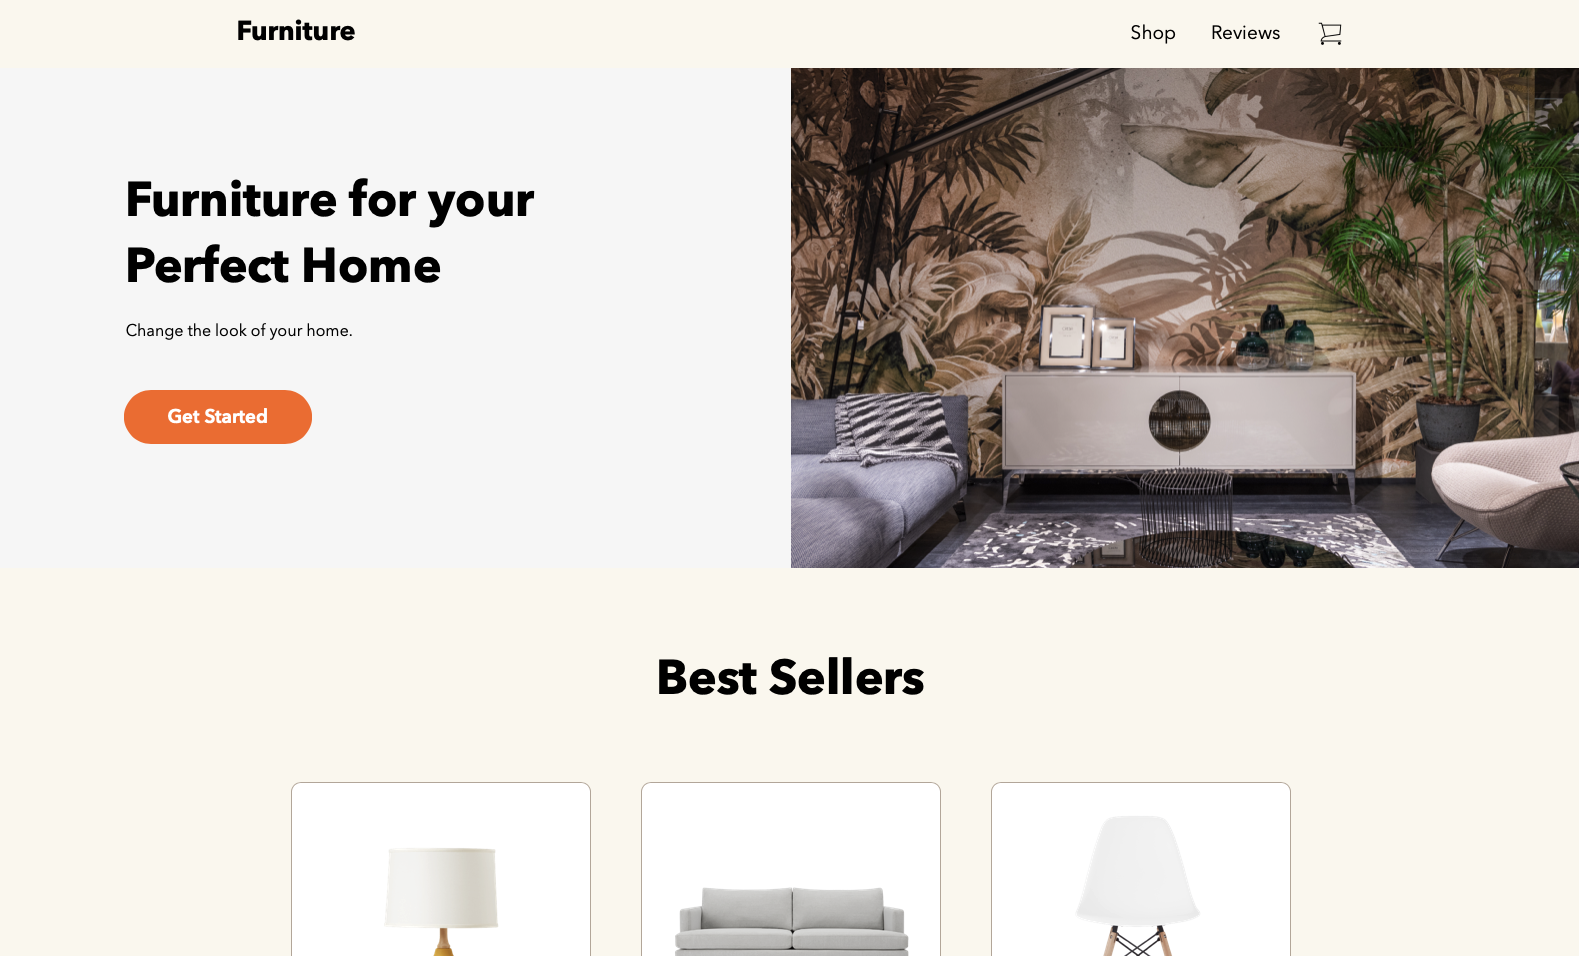 Furniture
Shop
Reviews
Furniture for your
Perfect Home
Change the look of your home.
Get Started
Best Sellers